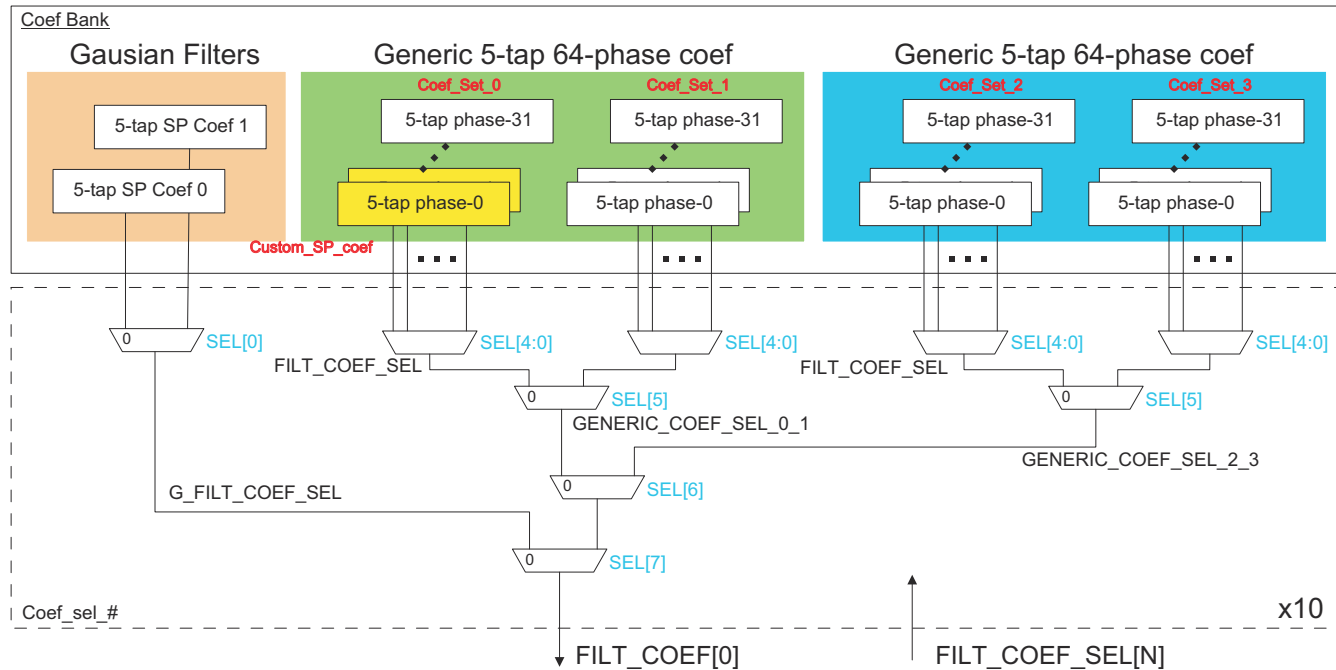 Coef Bank
Gausian Filters
Generic 5-tap 64-phase coef
Generic 5-tap 64-phase coef
Coef_Set_0
Coef_Set_1
Coef_Set_2
Coef_Set_3
5-tap SP Coef 1
5-tap phase-31
5-tap phase-31
5-tap phase-31
5-tap phase-31
5-tap SP Coef 0
5-tap phase-0
5-tap phase-0
5-tap phase-0
5-tap phase-0
Custom_SP_coef
0
SEL[0]
SEL[4:0]
SEL[4:0]
SEL[4:0]
SEL[4:0]
FILT_COEF_SEL
FILT_COEF_SEL
0
SEL[5]
0
SEL[5]
GENERIC_COEF_SEL_0_1
GENERIC_COEF_SEL_2_3
0
SEL[6]
G_FILT_COEF_SEL
0
SEL[7]
Coef_sel_#
x10
FILT_COEF[0]
FILT_COEF_SEL[N]